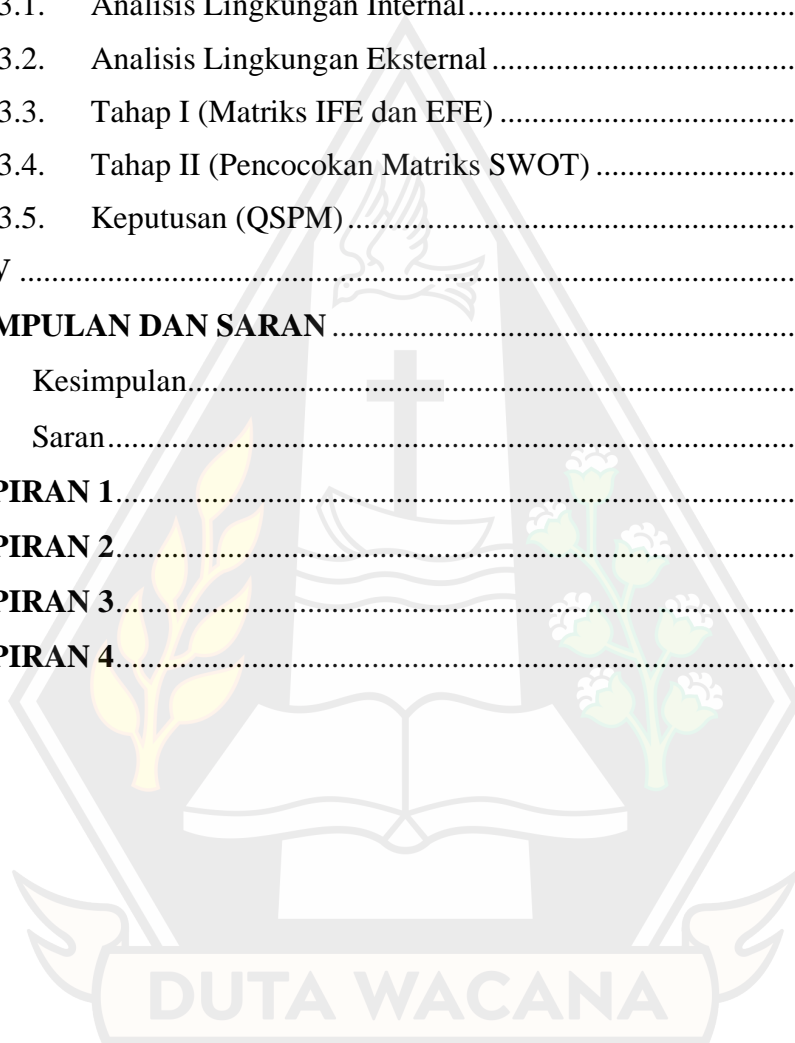 3.1. Analisis Lingkungan Internal....................................................
3.2. Analisis Lingkungan Eksternal.................................................
3.3. Tahap I (Matriks IFE dan EFE)................................................
3.4. Tahap II (Pencocokan Matriks SWOT)................................
3.5. Keputusan (QSPM)...................................................................
V.............................................................................................................
MPULAN DAN SARAN.....................................................................
Kesimpulan........................................................................................
Saran....................................................................................................
PIRAN 1................................................................................................
PIRAN 2................................................................................................
PIRAN 3................................................................................................
PIRAN 4................................................................................................
DUTA WACANA